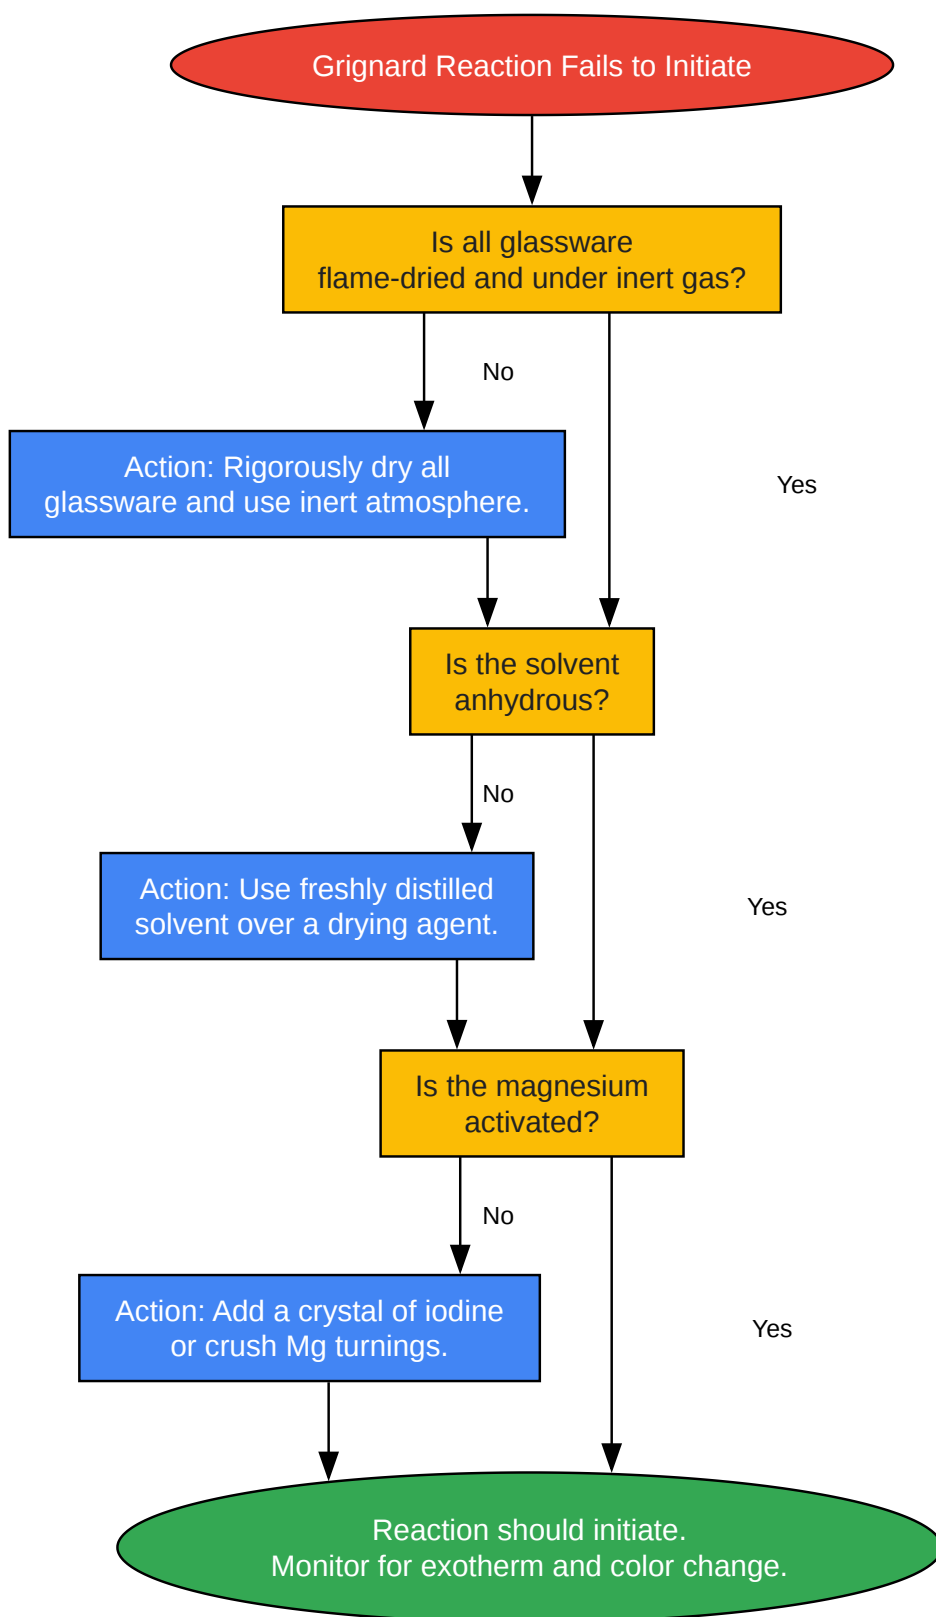 Grignard Reaction Fails to Initiate
Is all glassware
flame-dried and under inert gas?
No
Action: Rigorously dry all
glassware and use inert atmosphere.
Yes
Is the solvent
anhydrous?
No
Action: Use freshly distilled
solvent over a drying agent.
Yes
Is the magnesium
activated?
No
Action: Add a crystal of iodine
or crush Mg turnings.
Yes
Reaction should initiate.
Monitor for exotherm and color change.